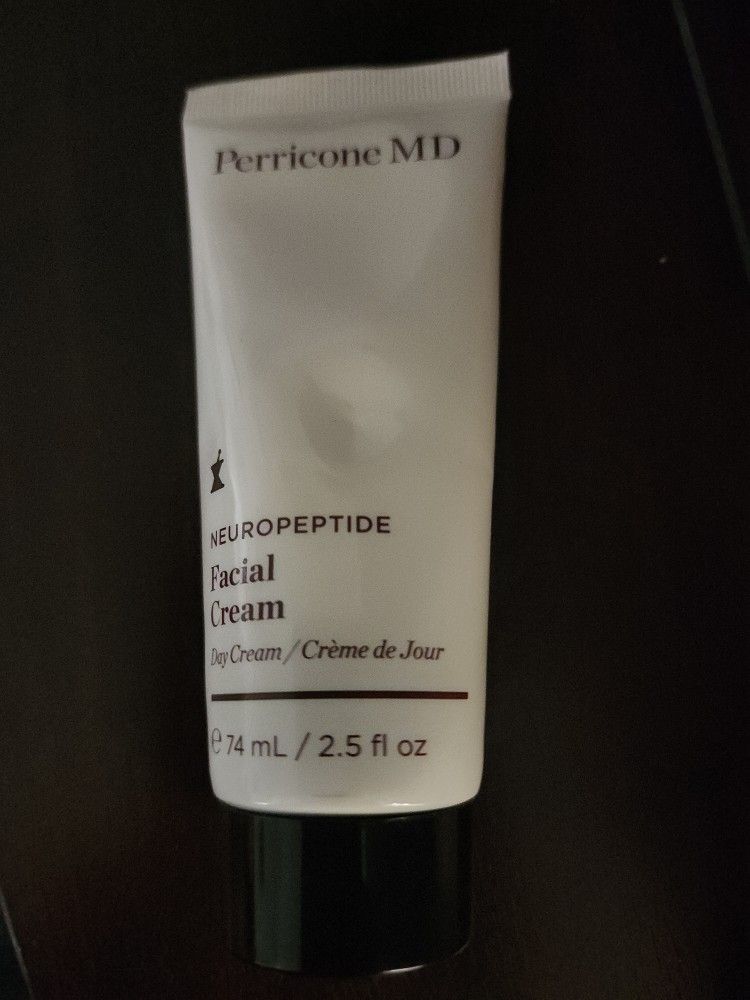 Perricone MD
NEUROPEPTIDE
Facial
Cream
Day Cream / Crème de Jour
℮ 74 mL / 2.5 fl oz